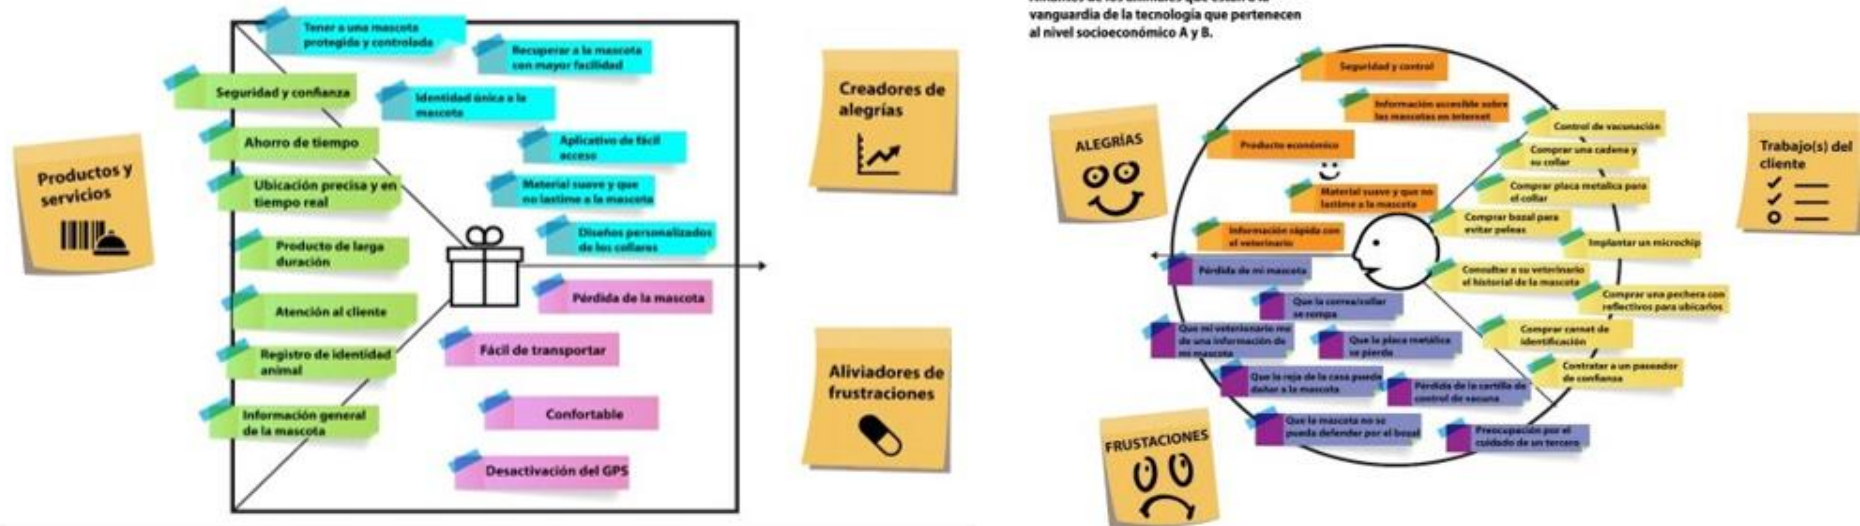 Tener a una mascota
protegida y controlada
Recuperar a la mascota
con mayor facilidad
Seguridad y confianza
Identidad única a la
mascota
Ahorro de tiempo
Aplicativo de fácil
acceso
Ubicación precisa y en
tiempo real
Material suave y que
no lastime a la mascota
Producto de larga
duración
Diseños personalizados
de los collares
Atención al cliente
Pérdida de la mascota
Registro de identidad
animal
Fácil de transportar
Información general
de la mascota
Confortable
Desactivación del GPS
Productos y
servicios
Creadores de
alegrías
Aliviadores de
frustraciones
vanguardia de la tecnología que pertenecen
al nivel socioeconómico A y B.
ALEGRÍAS
Seguridad y control
Información accesible sobre
las mascotas en internet
Producto económico
Material suave y que no
lastime a la mascota
Información rápida con
el veterinario
Control de vacunación
Comprar una cadena y
su collar
Comprar placa metalica para
el collar
Comprar bozal para
evitar peleas
Implantar un microchip
Consultar a su veterinario
el historial de la mascota
Comprar una pechera con
reflectivos para ubicarlos
Comprar carnet de
identificación
Contratar a un paseador
de confianza
Trabajo(s) del
cliente
Pérdida de mi mascota
Que la correa/collar
se rompa
Que mi veterionario me
de una información de
mi mascota
Que la placa metálica
se pierda
Que la reja de la casa pueda
dañar a la mascota
Pérdida de la cartilla de
control de vacuna
Que la mascota no se
pueda defender por el bozal
Preocupación por el
cuidado de un tercero
FRUSTACIONES